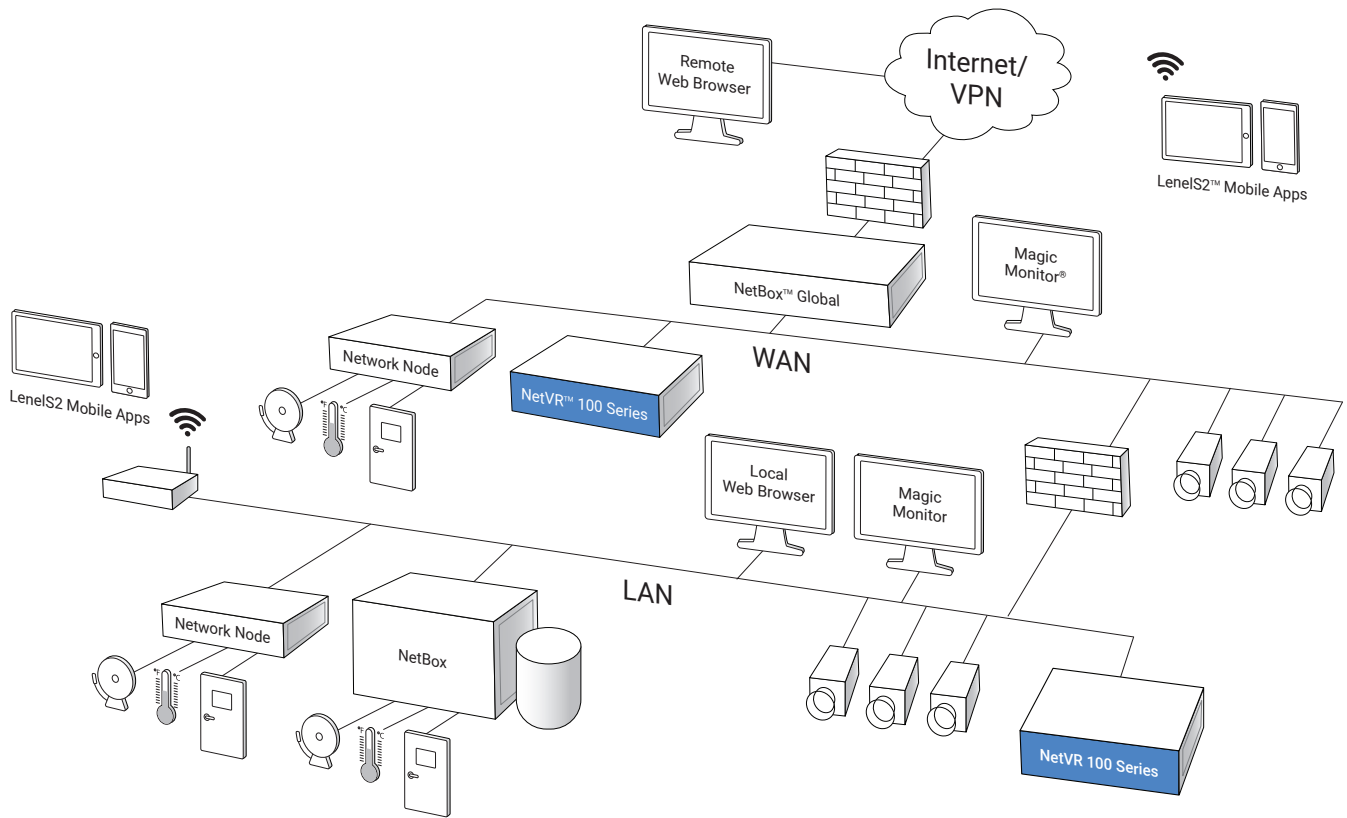 Remote
Web Browser
Internet/
VPN
LenelS2™ Mobile Apps
Magic
Monitor®
NetBox™ Global
WAN
Network Node
NetVR™ 100 Series
°F
°C
LenelS2 Mobile Apps
Local
Web Browser
Magic
Monitor
LAN
Network Node
°F
°C
NetBox
°F
°C
NetVR 100 Series